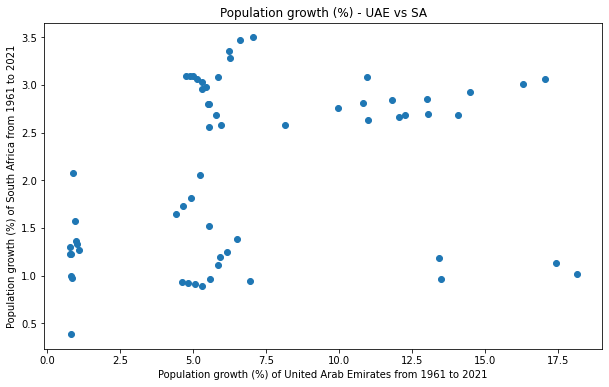 Population growth (%) - UAE vs SA
Population growth (%) of South Africa from 1961 to 2021
3.5
3.0
2.5
2.0
1.5
1.0
0.5
0.0 2.5 5.0 7.5 10.0 12.5 15.0 17.5
Population growth (%) of United Arab Emirates from 1961 to 2021